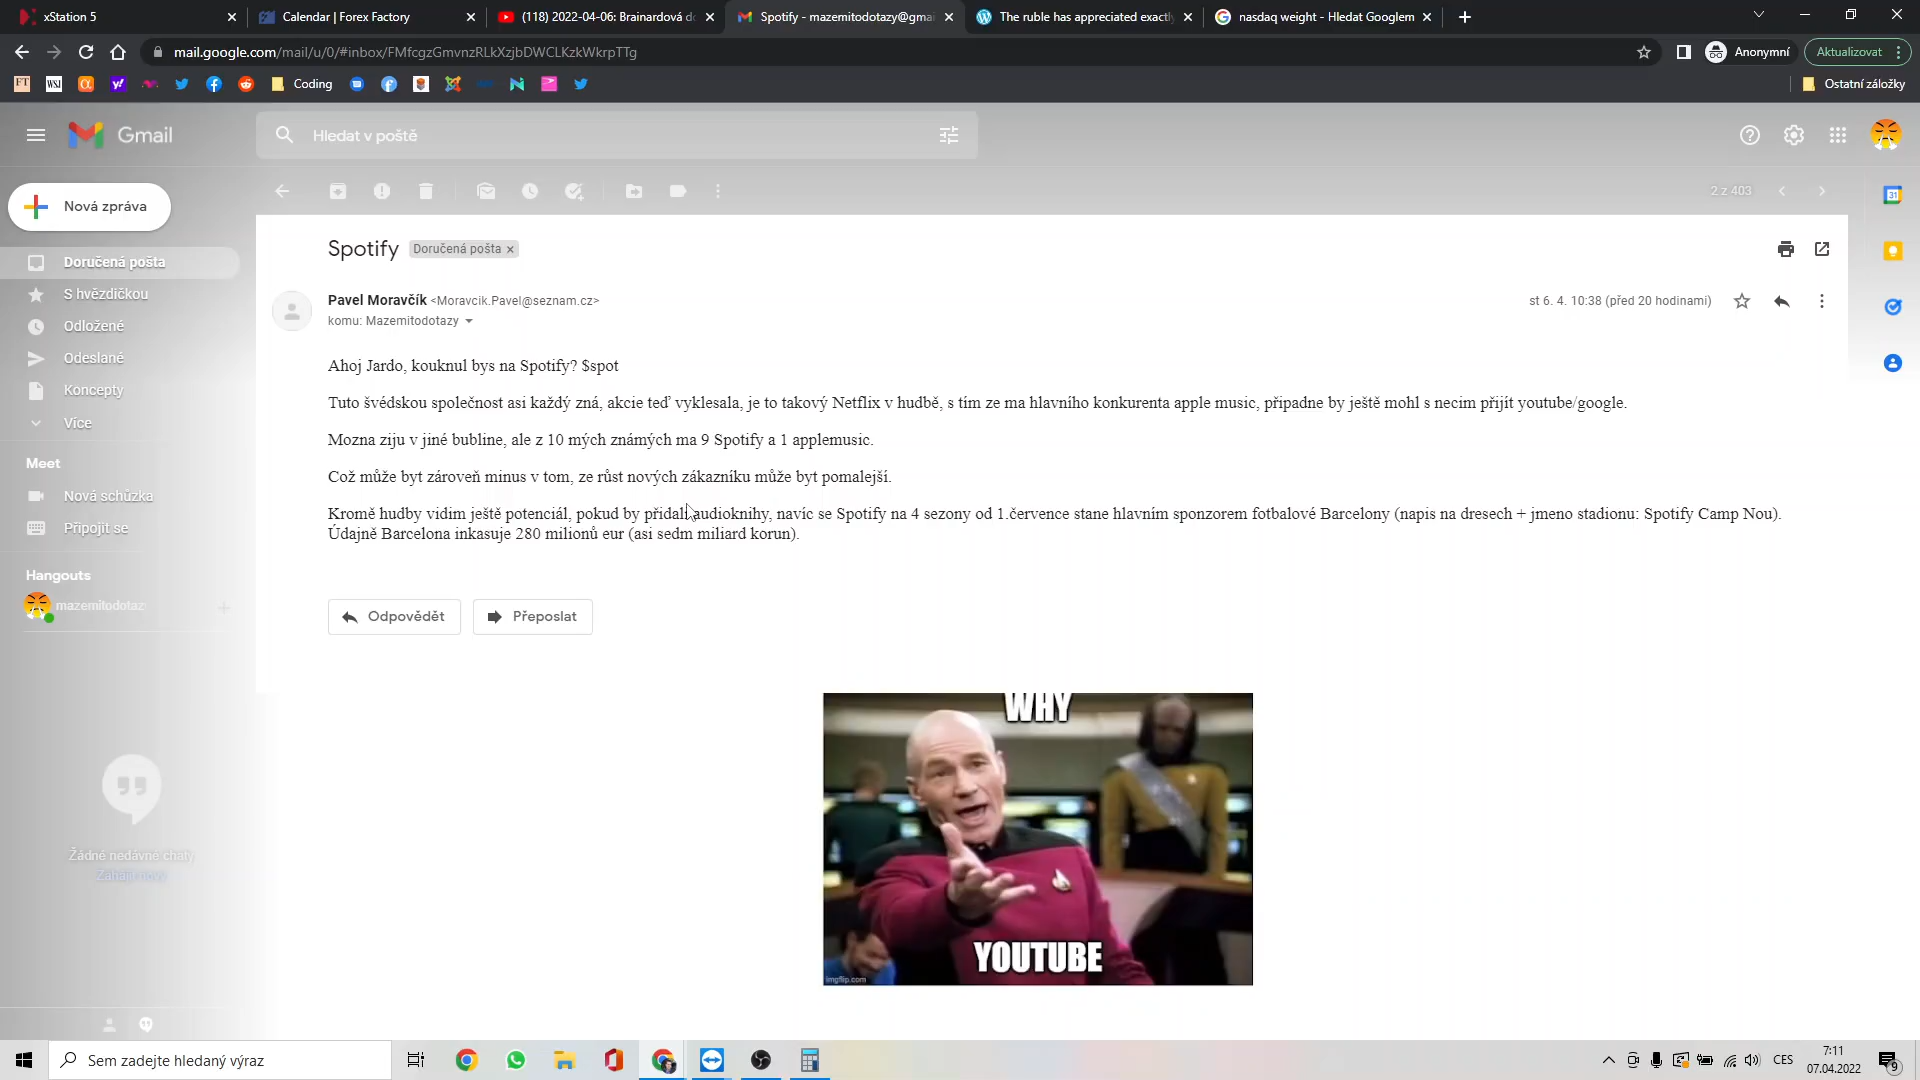 xStation 5
Calendar | Forex Factory
(118) 2022-04-06: Brainardová do
Spotify - mazemitodotazy@gmai
The ruble has appreciated exactly
nasdaq weight - Hledat Googlem
mail.google.com/mail/u/0/#inbox/FMfcgzGmvnzRLkXzjbDWCLKzkWkrpTTg
Anonymní
Aktualizovat
FT
WSJ
Coding
Ostatní záložky
Gmail
Hledat v poště
Nová zpráva
2 z 403
Doručená pošta
S hvězdičkou
Odložené
Odeslané
Koncepty
Více
Meet
Nová schůzka
Připojit se
Hangouts
mazemitodotaz
Žádné nedávné chaty
Zahájit nový
Spotify
Doručená pošta
Pavel Moravčík <Moravcik.Pavel@seznam.cz>
st 6. 4. 10:38 (před 20 hodinami)
komu: Mazemitodotazy
Ahoj Jardo, kouknul bys na Spotify? $spot
Tuto švédskou společnost asi každý zná, akcie teď vyklesala, je to takový Netflix v hudbě, s tím ze ma hlavního konkurenta apple music, připadne by ještě mohl s necim přijít youtube/google.
Mozna ziju v jiné bubline, ale z 10 mých známých ma 9 Spotify a 1 applemusic.
Což může byt zároveň minus v tom, ze růst nových zákazníku může byt pomalejší.
Kromě hudby vidim ještě potenciál, pokud by přidali audioknihy, navic se Spotify na 4 sezony od 1.července stane hlavním sponzorem fotbalové Barcelony (napis na dresech + jmeno stadionu: Spotify Camp Nou).
Údajně Barcelona inkasuje 280 milionů eur (asi sedm miliard korun).
Odpovědět
Přeposlat
WHY
YOUTUBE
imgflip.com
Sem zadejte hledaný výraz
CES
7:11
07.04.2022
9